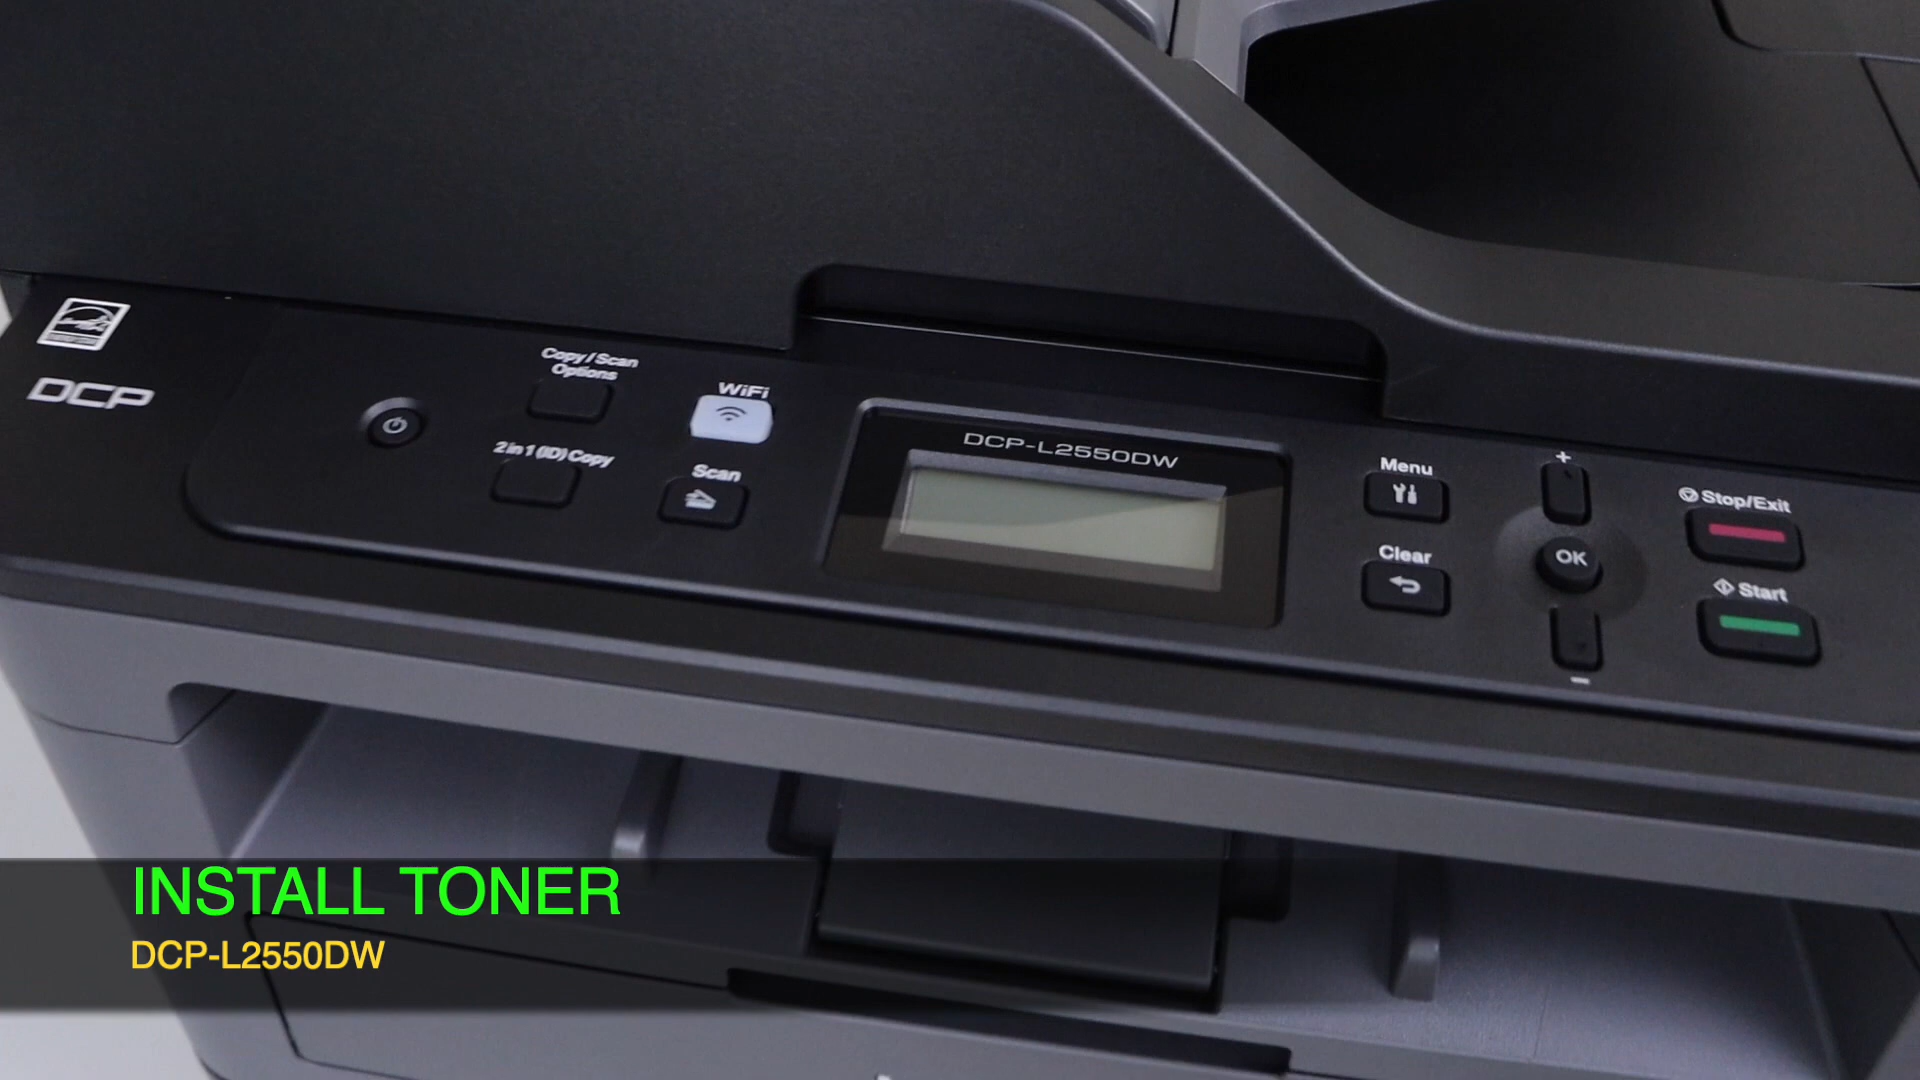 DCP
Copy / Scan
Options
2 in 1 (ID) Copy
WiFi
Scan
DCP-L2550DW
Menu
Clear
+
OK
-
Stop/Exit
Start
INSTALL TONER
DCP-L2550DW